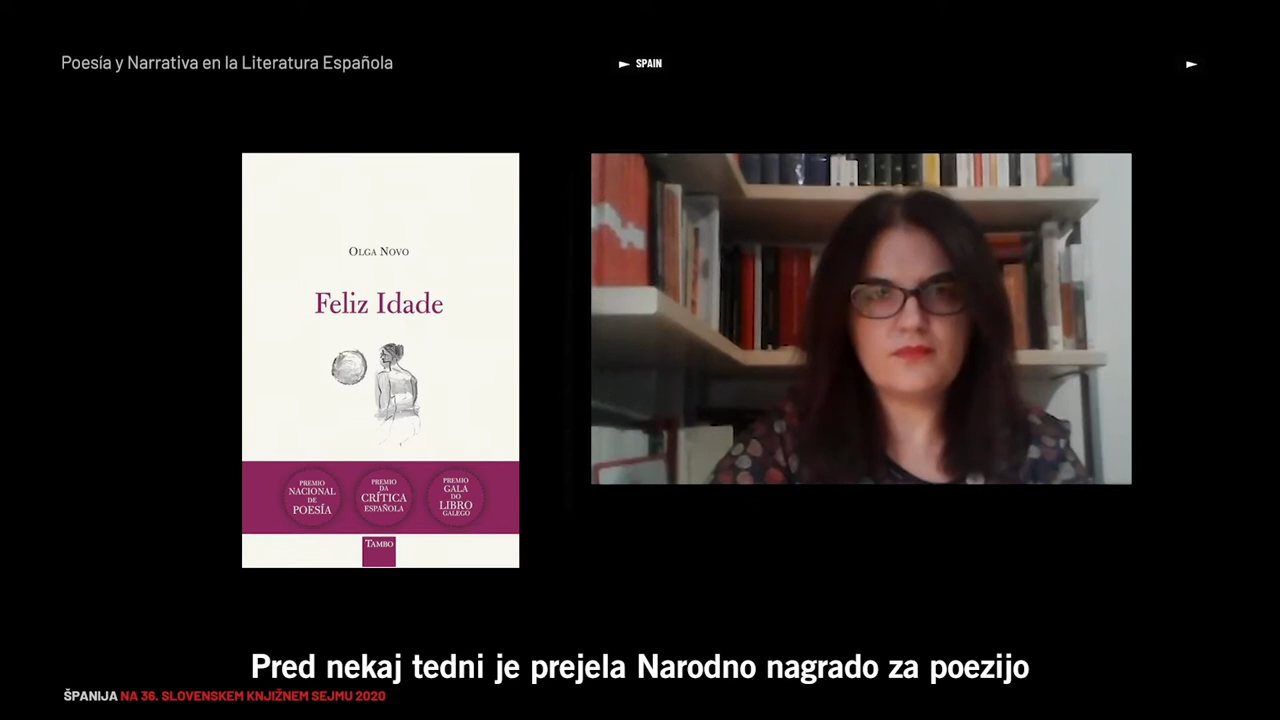 Poesía y Narrativa en la Literatura Española
SPAIN
OLGA NOVO
Feliz Idade
PREMIO
NACIONAL
DE
POESÍA
PREMIO
DA
CRÍTICA
ESPAÑOLA
PREMIO
GALA
DO
LIBRO
GALEGO
TAMBO
Pred nekaj tedni je prejela Narodno nagrado za poezijo
ŠPANIJA NA 36. SLOVENSKEM KNJIŽNEM SEJMU 2020